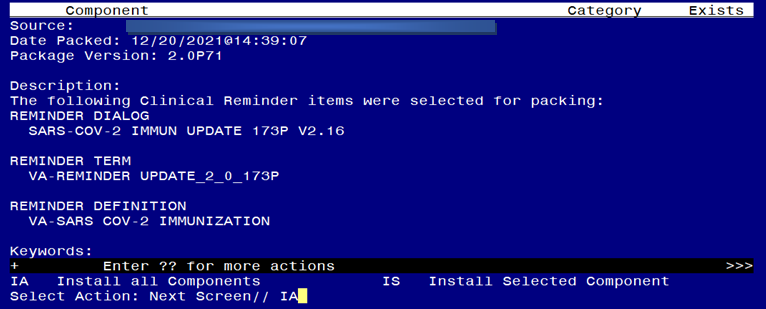 Component Category Exists
Source:
Date Packed: 12/20/2021@14:39:07
Package Version: 2.0P71
Description:
The following Clinical Reminder items were selected for packing:
REMINDER DIALOG
SARS-COV-2 IMMUN UPDATE 173P V2.16
REMINDER TERM
VA-REMINDER UPDATE_2_0_173P
REMINDER DEFINITION
VA-SARS COV-2 IMMUNIZATION
Keywords:
+ Enter ?? for more actions >>>
IA Install all Components IS Install Selected Component
Select Action: Next Screen// IA